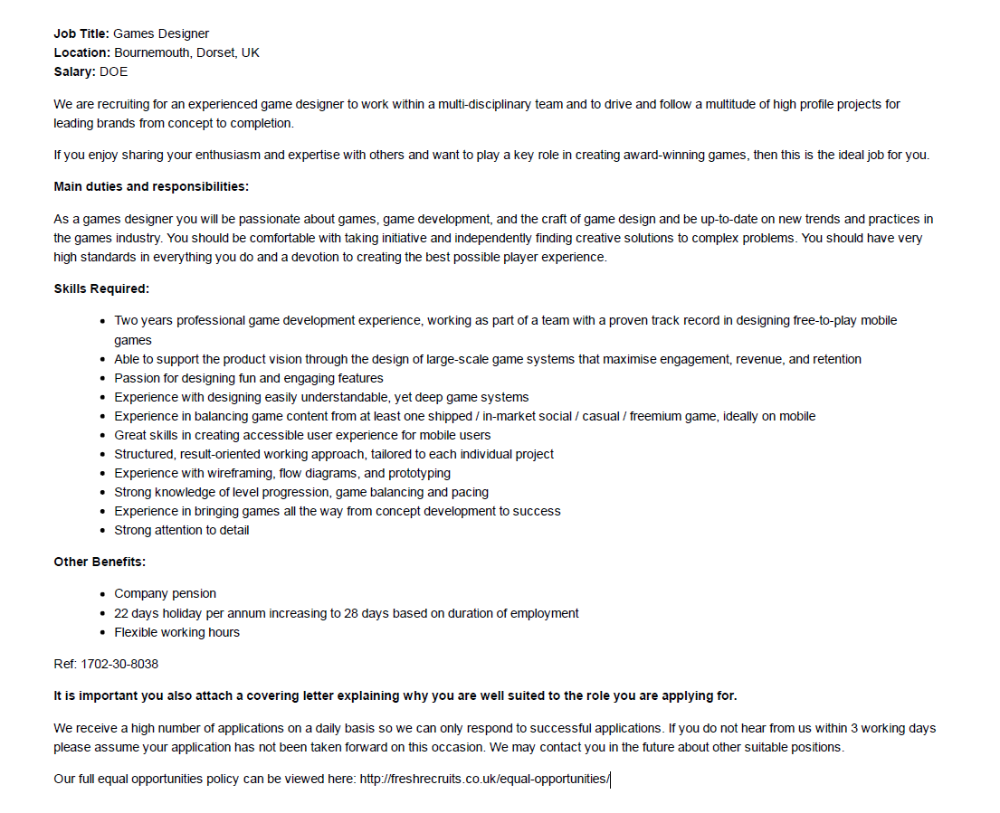 Job Title: Games Designer
Location: Bournemouth, Dorset, UK
Salary: DOE
We are recruiting for an experienced game designer to work within a multi-disciplinary team and to drive and follow a multitude of high profile projects for
leading brands from concept to completion.
If you enjoy sharing your enthusiasm and expertise with others and want to play a key role in creating award-winning games, then this is the ideal job for you.
Main duties and responsibilities:
As a games designer you will be passionate about games, game development, and the craft of game design and be up-to-date on new trends and practices in
the games industry. You should be comfortable with taking initiative and independently finding creative solutions to complex problems. You should have very
high standards in everything you do and a devotion to creating the best possible player experience.
Skills Required:
• Two years professional game development experience, working as part of a team with a proven track record in designing free-to-play mobile
games
• Able to support the product vision through the design of large-scale game systems that maximise engagement, revenue, and retention
• Passion for designing fun and engaging features
• Experience with designing easily understandable, yet deep game systems
• Experience in balancing game content from at least one shipped / in-market social / casual / freemium game, ideally on mobile
• Great skills in creating accessible user experience for mobile users
• Structured, result-oriented working approach, tailored to each individual project
• Experience with wireframing, flow diagrams, and prototyping
• Strong knowledge of level progression, game balancing and pacing
• Experience in bringing games all the way from concept development to success
• Strong attention to detail
Other Benefits:
• Company pension
• 22 days holiday per annum increasing to 28 days based on duration of employment
• Flexible working hours
Ref: 1702-30-8038
It is important you also attach a covering letter explaining why you are well suited to the role you are applying for.
We receive a high number of applications on a daily basis so we can only respond to successful applications. If you do not hear from us within 3 working days
please assume your application has not been taken forward on this occasion. We may contact you in the future about other suitable positions.
Our full equal opportunities policy can be viewed here: http://freshrecruits.co.uk/equal-opportunities/